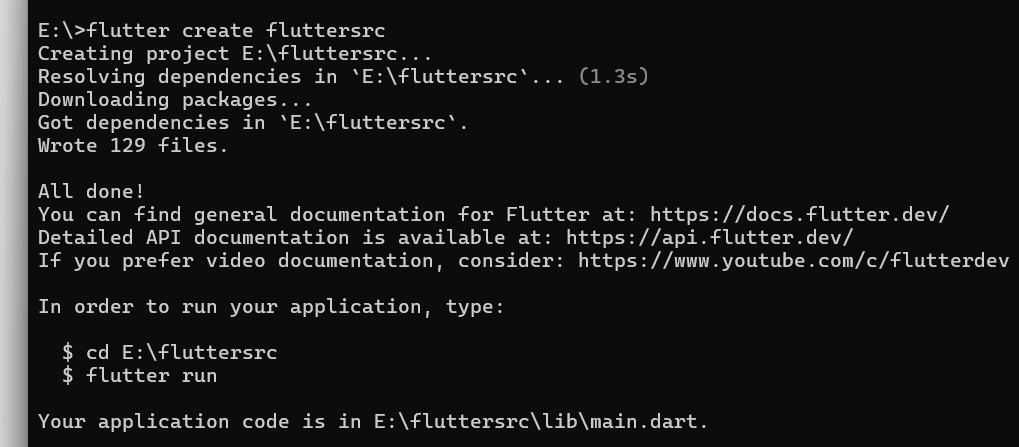 E:\>flutter create fluttersrc
Creating project E:\fluttersrc...
Resolving dependencies in `E:\fluttersrc`... (1.3s)
Downloading packages...
Got dependencies in `E:\fluttersrc`.
Wrote 129 files.
All done!
You can find general documentation for Flutter at: https://docs.flutter.dev/
Detailed API documentation is available at: https://api.flutter.dev/
If you prefer video documentation, consider: https://www.youtube.com/c/flutterdev
In order to run your application, type:
$ cd E:\fluttersrc
$ flutter run
Your application code is in E:\fluttersrc\lib\main.dart.